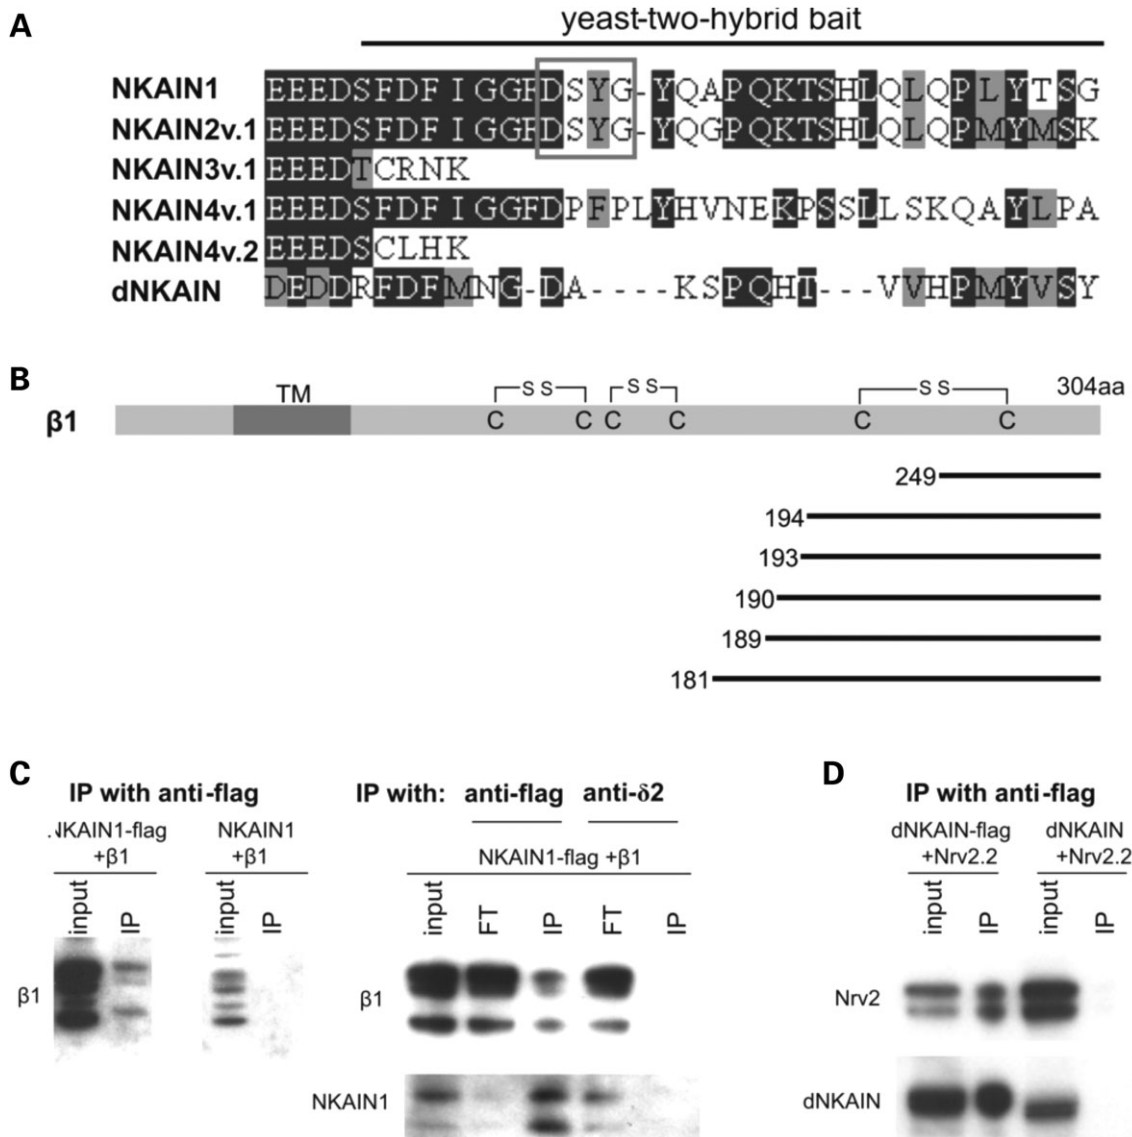 A
yeast-two-hybrid bait
NKAIN1 EEEDSFDFIGGFDSYG-YQAPQKTSHLQLQPLYTSG
NKAIN2v.1 EEEDSFDFIGGFDSYG-YQGPQKTSHLQLQPMYMSK
NKAIN3v.1 EEEDTCRNK
NKAIN4v.1 EEEDSFDFIGGFDPFPLYHVNEKPSSLLSKQAYLPA
NKAIN4v.2 EEEDSCLHK
dNKAIN DEDDRFDFMNG-DA----KSPQHT---VVHPMYVSY
B
TM S S S S S S 304aa
β1 C C C C C C
249
194
193
190
189
181
C
IP with anti-flag
NKAIN1-flag +β1
NKAIN1 +β1
input IP input IP
β1
IP with: anti-flag anti-δ2
NKAIN1-flag +β1
input FT IP FT IP
β1
NKAIN1
D
IP with anti-flag
dNKAIN-flag +Nrv2.2
dNKAIN +Nrv2.2
input IP input IP
Nrv2
dNKAIN